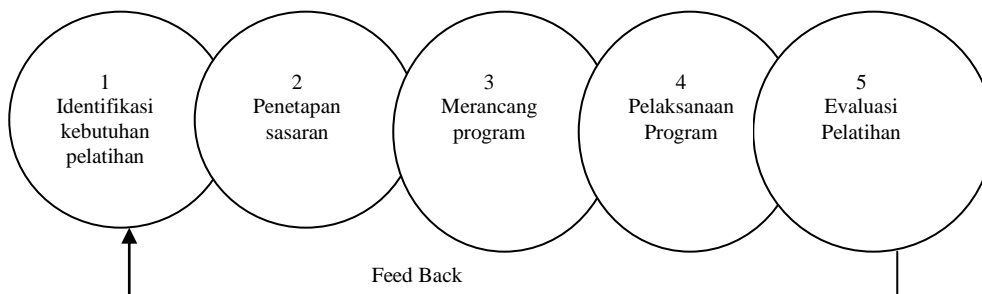 1
Identifikasi
kebutuhan
pelatihan
2
Penetapan
sasaran
3
Merancang
program
4
Pelaksanaan
Program
5
Evaluasi
Pelatihan
Feed Back